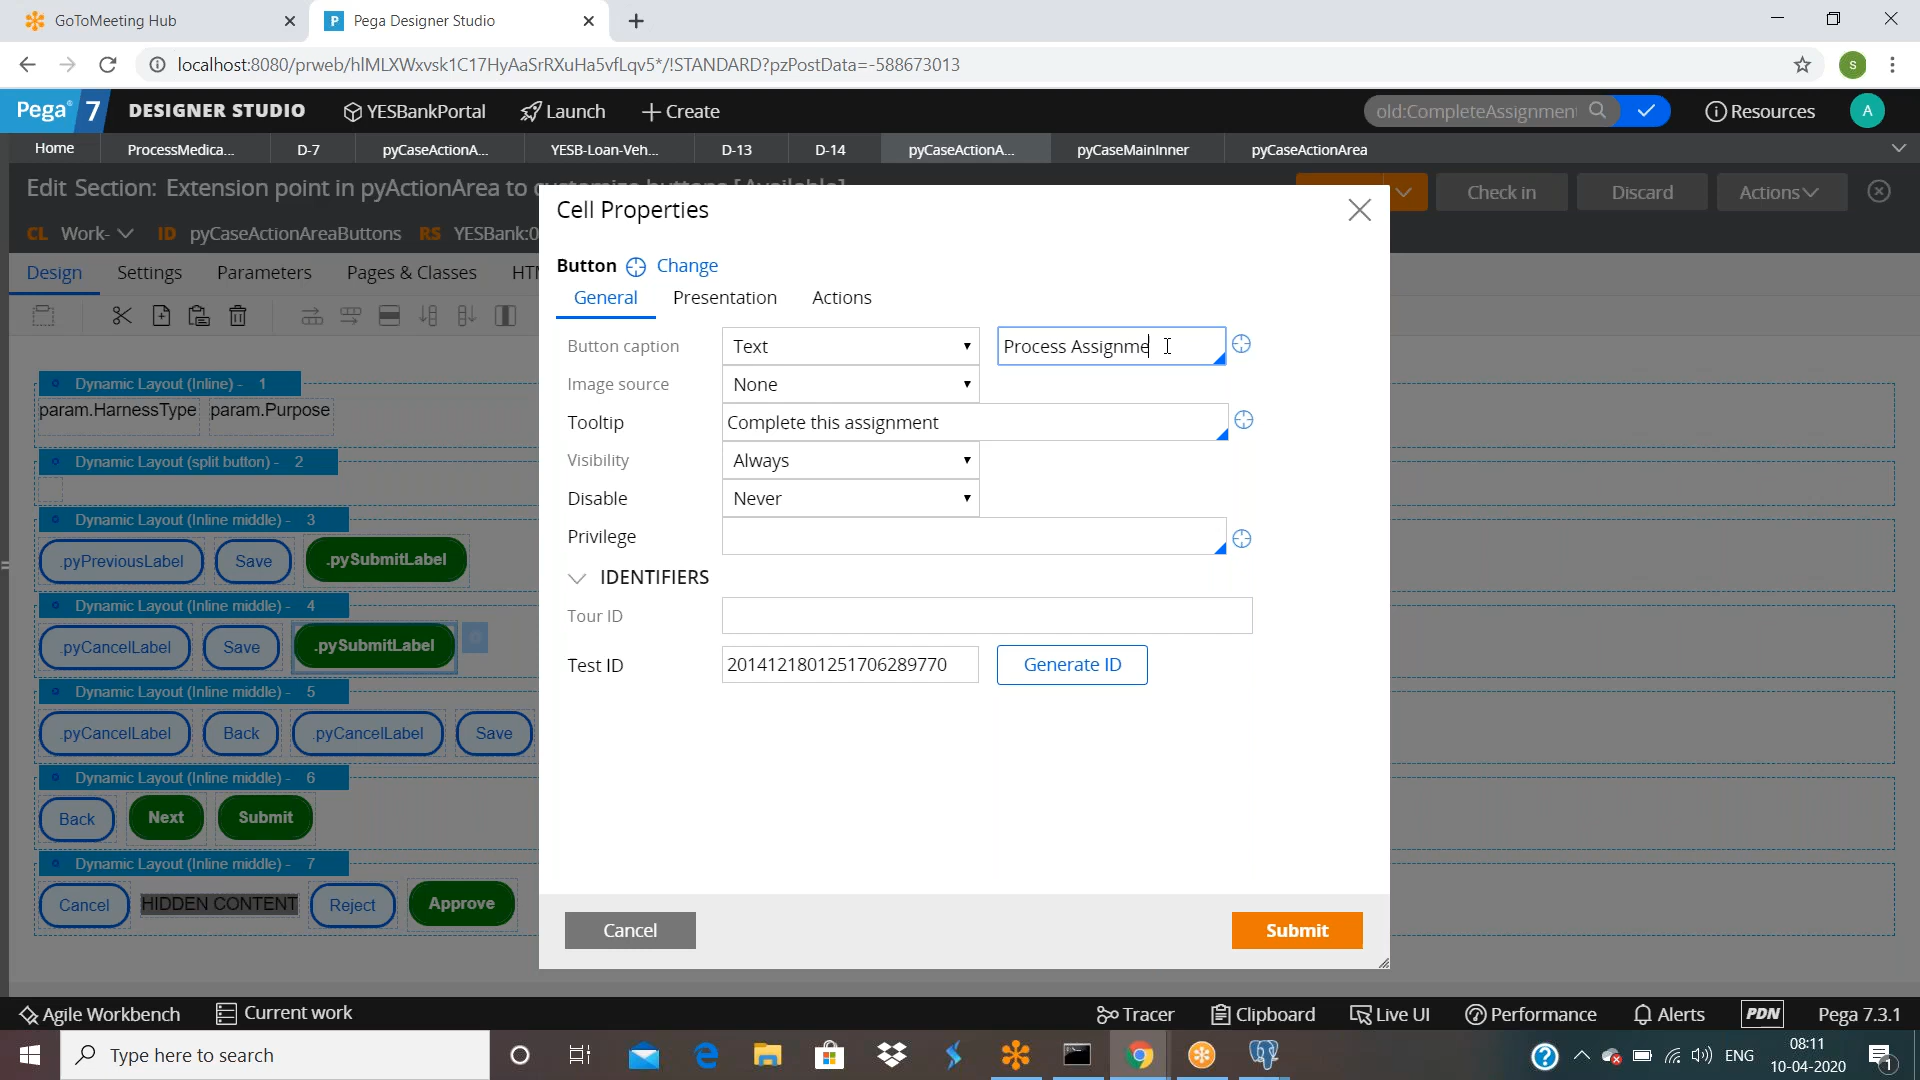 GoToMeeting Hub
Pega Designer Studio
localhost:8080/prweb/hIMLXWxvsk1C17HyAaSrRXuHa5vfLqv5*/!STANDARD?pzPostData=-588673013
s
Pega 7 DESIGNER STUDIO YESBankPortal Launch Create old:CompleteAssignment Resources A
Home ProcessMedica... D-7 pyCaseActionA... YESB-Loan-Veh... D-13 D-14 pyCaseActionA... pyCaseMainInner pyCaseActionArea
Edit Section: Extension point in pyActionArea to customize buttons [Available]
Check in Discard Actions
CL Work- ID pyCaseActionAreaButtons RS YESBank:0
Design Settings Parameters Pages & Classes HT
Dynamic Layout (Inline) - 1
param.HarnessType param.Purpose
Dynamic Layout (split button) - 2
Dynamic Layout (Inline middle) - 3
.pyPreviousLabel Save .pySubmitLabel
Dynamic Layout (Inline middle) - 4
.pyCancelLabel Save .pySubmitLabel
Dynamic Layout (Inline middle) - 5
.pyCancelLabel Back .pyCancelLabel Save
Dynamic Layout (Inline middle) - 6
Back Next Submit
Dynamic Layout (Inline middle) - 7
Cancel HIDDEN CONTENT Reject Approve
Cell Properties
Button Change
General Presentation Actions
Button caption Text Process Assignme
Image source None
Tooltip Complete this assignment
Visibility Always
Disable Never
Privilege
IDENTIFIERS
Tour ID
Test ID 2014121801251706289770 Generate ID
Cancel Submit
Agile Workbench Current work Tracer Clipboard Live UI Performance Alerts PDN Pega 7.3.1
Type here to search
ENG
08:11
10-04-2020
1